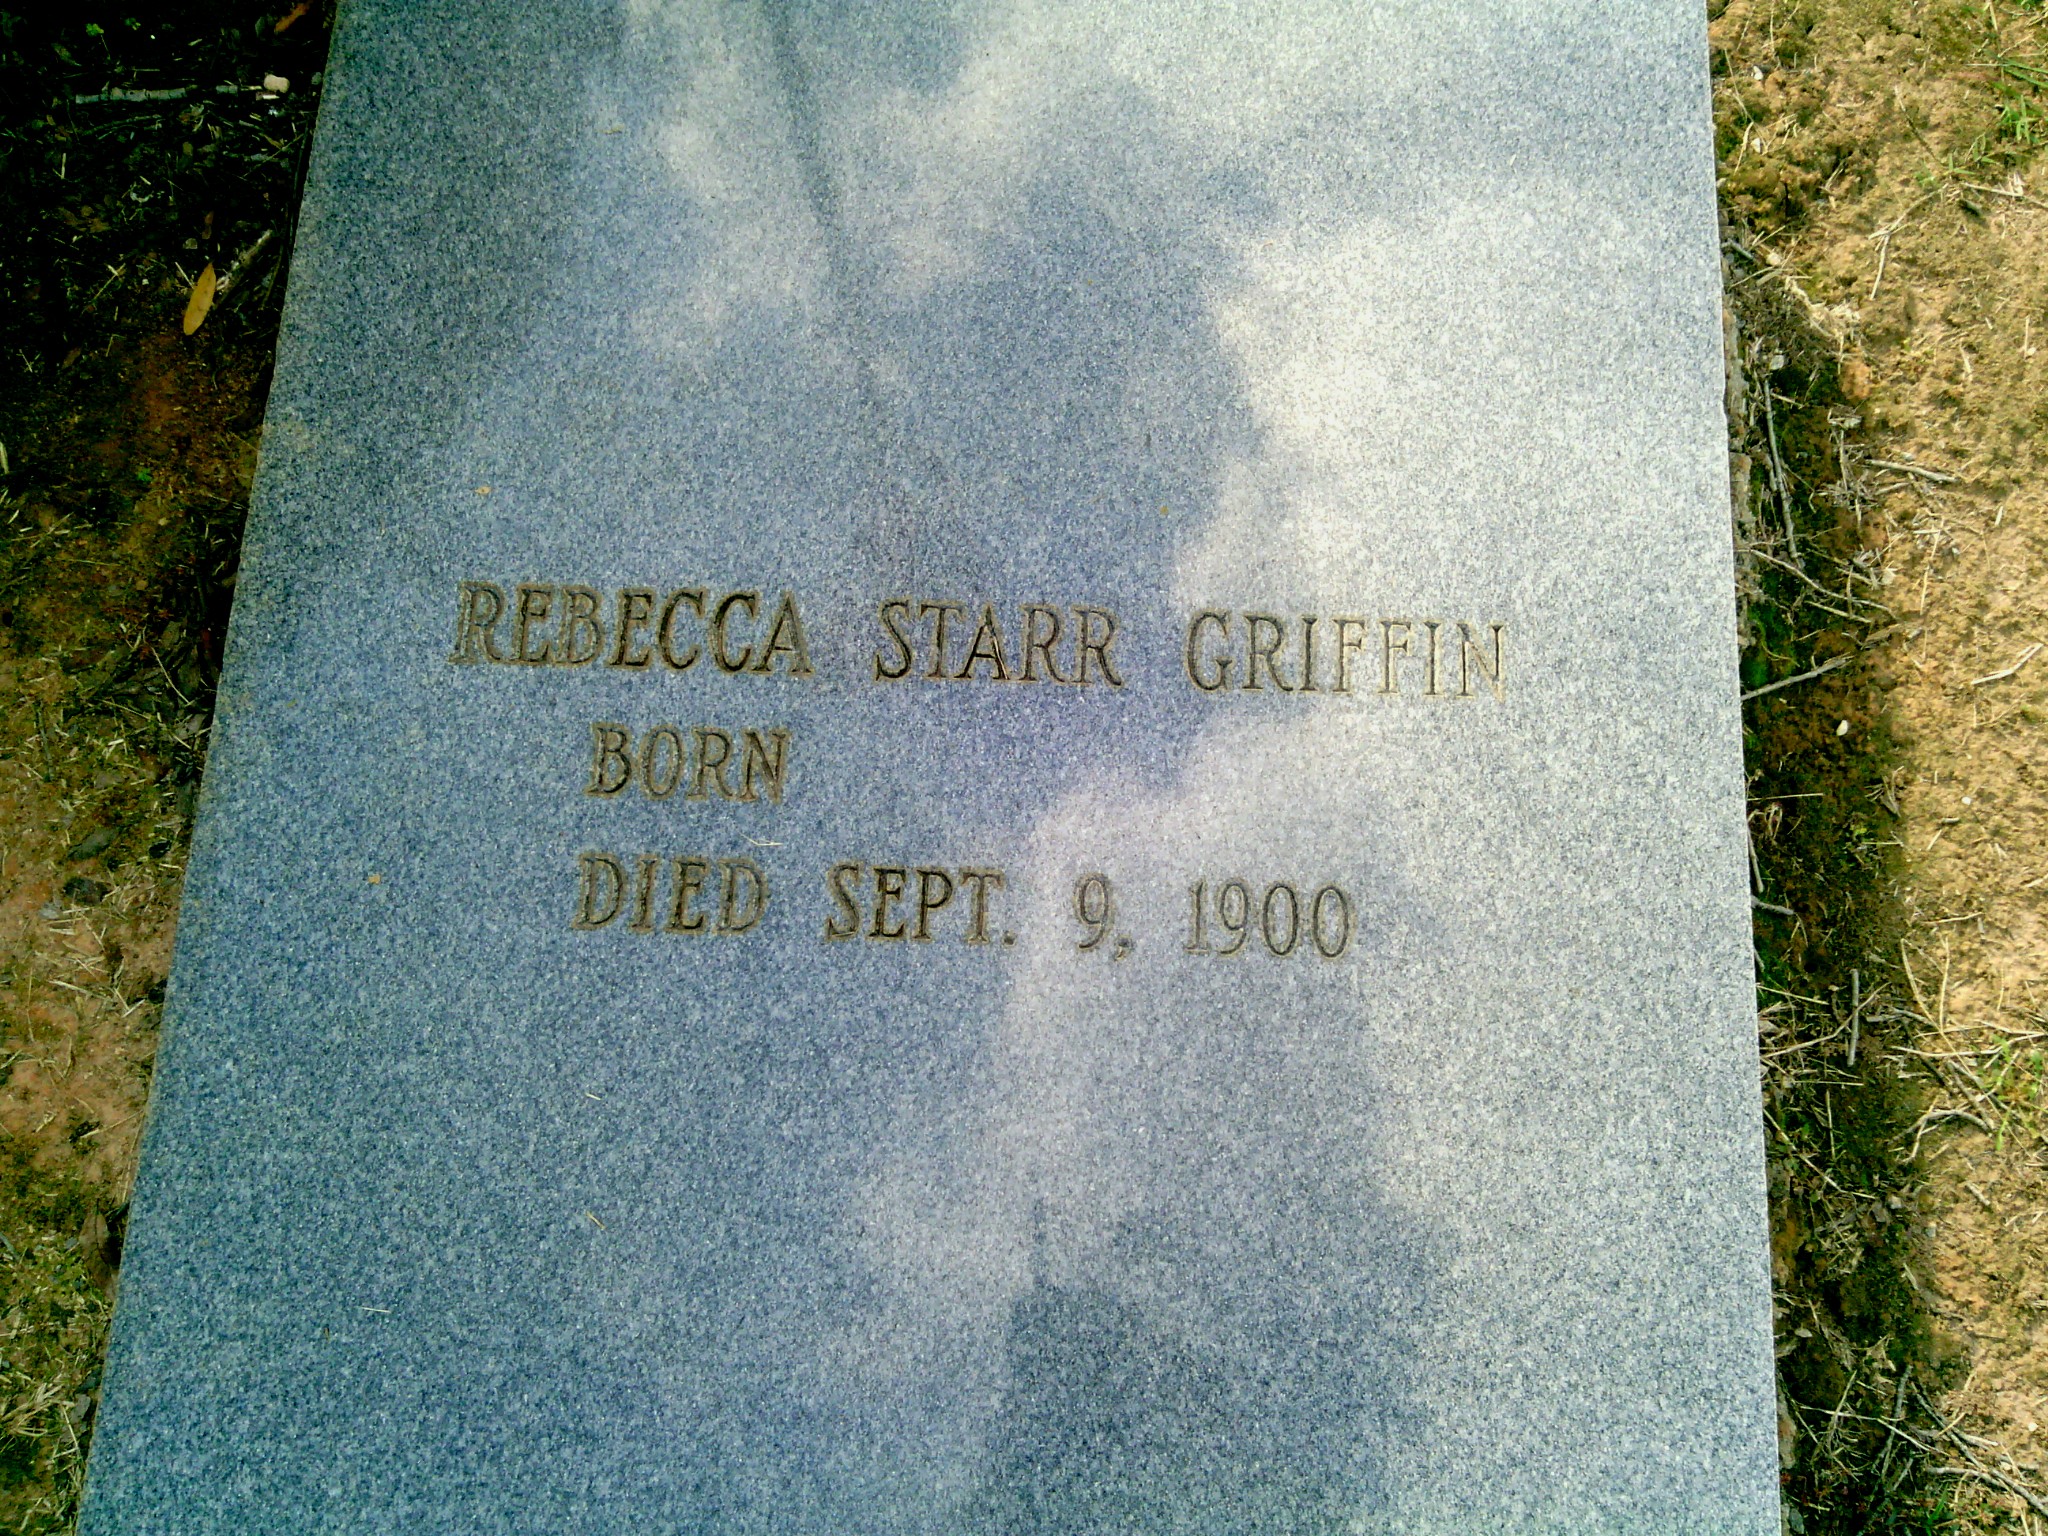 REBECCA STARR GRIFFIN
BORN
DIED SEPT. 9, 1900